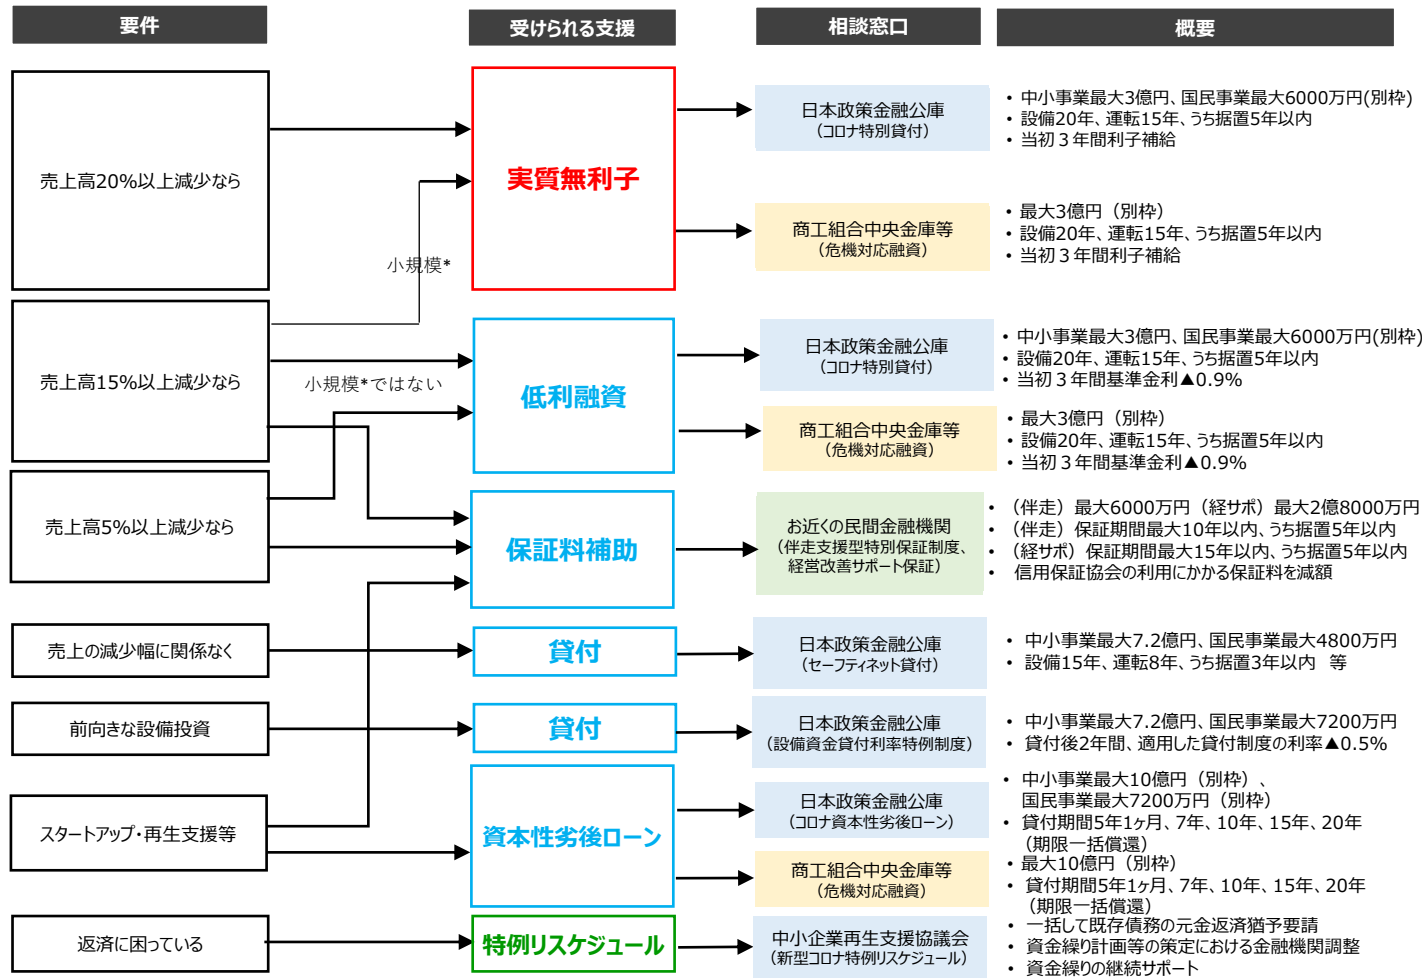 要件
受けられる支援
相談窓口
概要
売上高20%以上減少なら
実質無利子
日本政策金融公庫
(コロナ特別貸付)
• 中小事業最大3億円、国民事業最大6000万円(別枠)
• 設備20年、運転15年、うち据置5年以内
• 当初３年間利子補給
商工組合中央金庫等
(危機対応融資)
• 最大3億円（別枠）
• 設備20年、運転15年、うち据置5年以内
• 当初３年間利子補給
小規模*
売上高15%以上減少なら
小規模*ではない
低利融資
日本政策金融公庫
(コロナ特別貸付)
• 中小事業最大3億円、国民事業最大6000万円(別枠)
• 設備20年、運転15年、うち据置5年以内
• 当初３年間基準金利▲0.9%
商工組合中央金庫等
(危機対応融資)
• 最大3億円（別枠）
• 設備20年、運転15年、うち据置5年以内
• 当初３年間基準金利▲0.9%
売上高5%以上減少なら
保証料補助
お近くの民間金融機関
(伴走支援型特別保証制度、
経営改善サポート保証)
• （伴走）最大6000万円（経サポ）最大2億8000万円
• （伴走）保証期間最大10年以内、うち据置5年以内
• （経サポ）保証期間最大15年以内、うち据置5年以内
• 信用保証協会の利用にかかる保証料を減額
売上の減少幅に関係なく
貸付
日本政策金融公庫
(セーフティネット貸付)
• 中小事業最大7.2億円、国民事業最大4800万円
• 設備15年、運転8年、うち据置3年以内 等
前向きな設備投資
貸付
日本政策金融公庫
(設備資金貸付利率特例制度)
• 中小事業最大7.2億円、国民事業最大7200万円
• 貸付後2年間、適用した貸付制度の利率▲0.5%
スタートアップ・再生支援等
資本性劣後ローン
日本政策金融公庫
(コロナ資本性劣後ローン)
• 中小事業最大10億円（別枠）、
国民事業最大7200万円（別枠）
• 貸付期間5年1ヶ月、7年、10年、15年、20年
（期限一括償還）
商工組合中央金庫等
(危機対応融資)
• 最大10億円（別枠）
• 貸付期間5年1ヶ月、7年、10年、15年、20年
（期限一括償還）
返済に困っている
特例リスケジュール
中小企業再生支援協議会
(新型コロナ特例リスケジュール)
• 一括して既存債務の元金返済猶予要請
• 資金繰り計画等の策定における金融機関調整
• 資金繰りの継続サポート